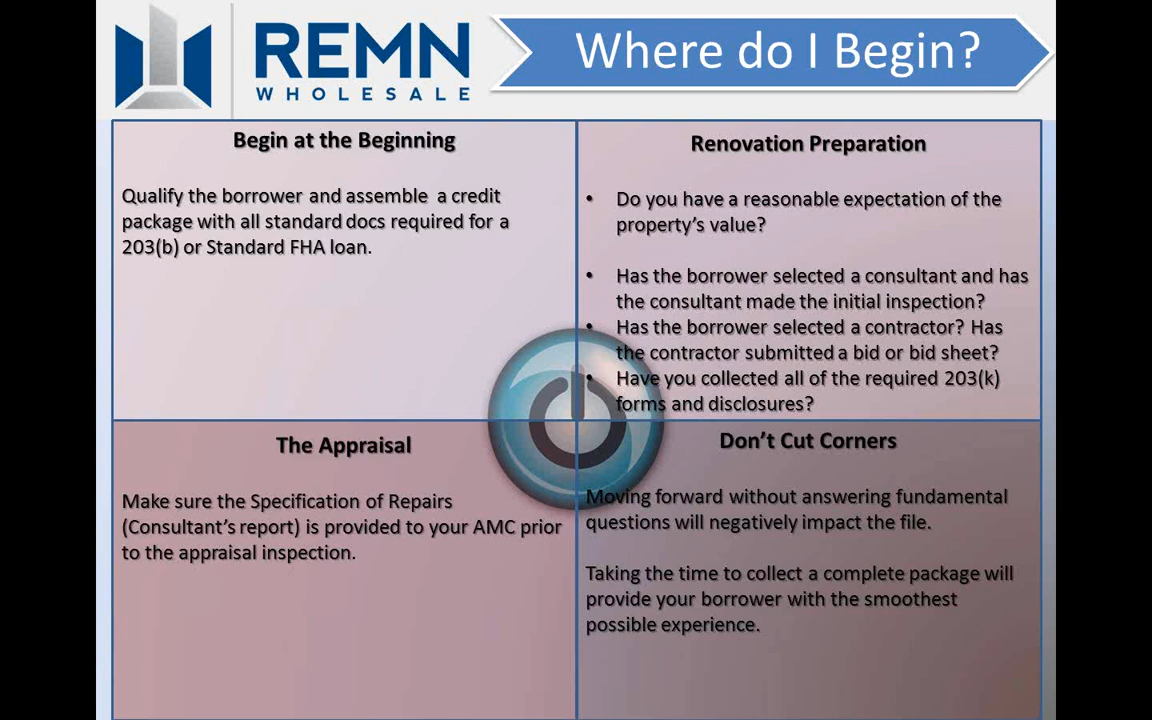 REMN
WHOLESALE
Where do I Begin?
Begin at the Beginning
Qualify the borrower and assemble a credit
package with all standard docs required for a
203(b) or Standard FHA loan.
Renovation Preparation
• Do you have a reasonable expectation of the
property's value?
• Has the borrower selected a consultant and has
the consultant made the initial inspection?
• Has the borrower selected a contractor? Has
the contractor submitted a bid or bid sheet?
• Have you collected all of the required 203(k)
forms and disclosures?
The Appraisal
Make sure the Specification of Repairs
(Consultant's report) is provided to your AMC prior
to the appraisal inspection.
Don't Cut Corners
Moving forward without answering fundamental
questions will negatively impact the file.
Taking the time to collect a complete package will
provide your borrower with the smoothest
possible experience.